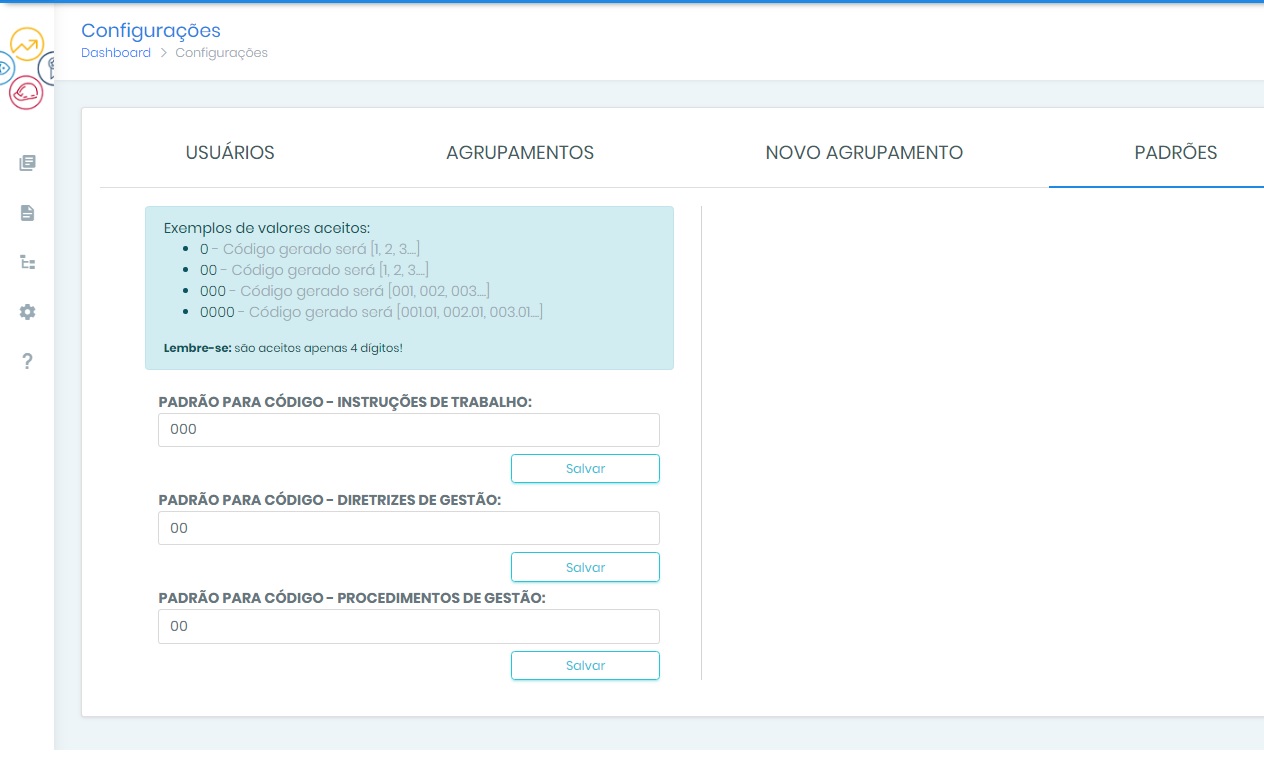 Configurações
Dashboard > Configurações
USUÁRIOS
AGRUPAMENTOS
NOVO AGRUPAMENTO
PADRÕES
Exemplos de valores aceitos:
0 - Código gerado será [1, 2, 3...]
00 - Código gerado será [1, 2, 3...]
000 - Código gerado será [001, 002, 003...]
0000 - Código gerado será [001.01, 002.01, 003.01...]
Lembre-se: são aceitos apenas 4 dígitos!
PADRÃO PARA CÓDIGO - INSTRUÇÕES DE TRABALHO:
000
Salvar
PADRÃO PARA CÓDIGO - DIRETRIZES DE GESTÃO:
00
Salvar
PADRÃO PARA CÓDIGO - PROCEDIMENTOS DE GESTÃO:
00
Salvar